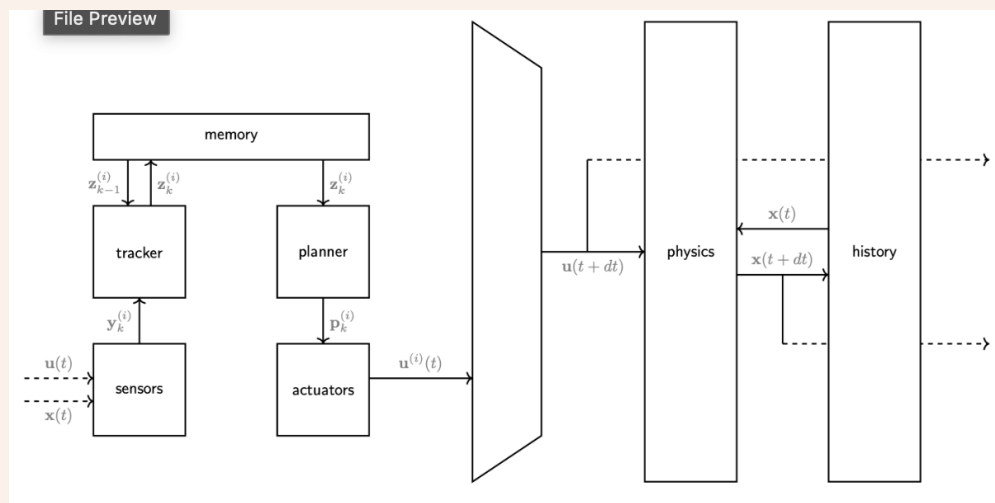 File Preview
memory
z_{k−1}^{(i)}
z_k^{(i)}
z_k^{(i)}
tracker
planner
y_k^{(i)}
p_k^{(i)}
u(t)
x(t)
sensors
actuators
u^{(i)}(t)
u(t + dt)
physics
x(t)
x(t + dt)
history